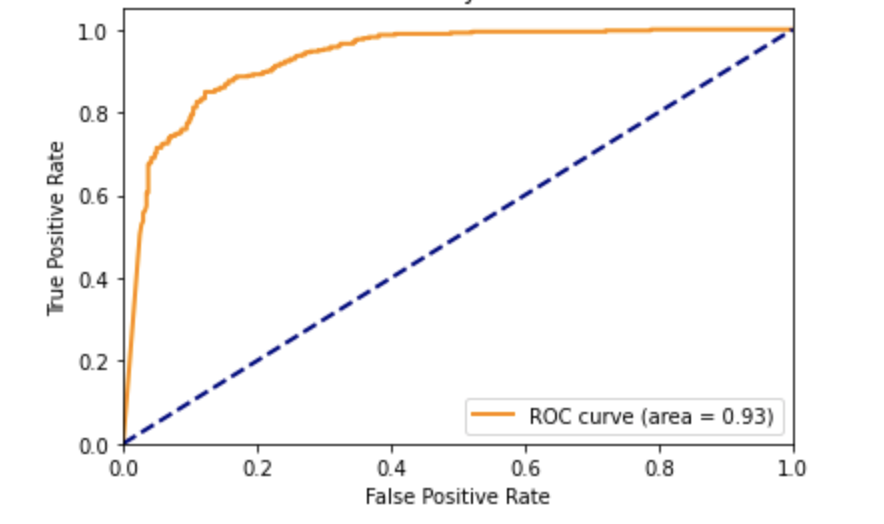 1.0
0.8
0.6
0.4
0.2
0.0
True Positive Rate
ROC curve (area = 0.93)
0.0 0.2 0.4 0.6 0.8 1.0
False Positive Rate